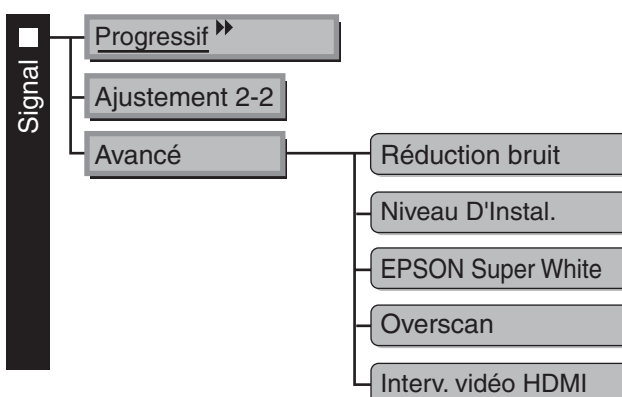 Signal
Progressif
Ajustement 2-2
Avancé
Réduction bruit
Niveau D'Instal.
EPSON Super White
Overscan
Interv. vidéo HDMI